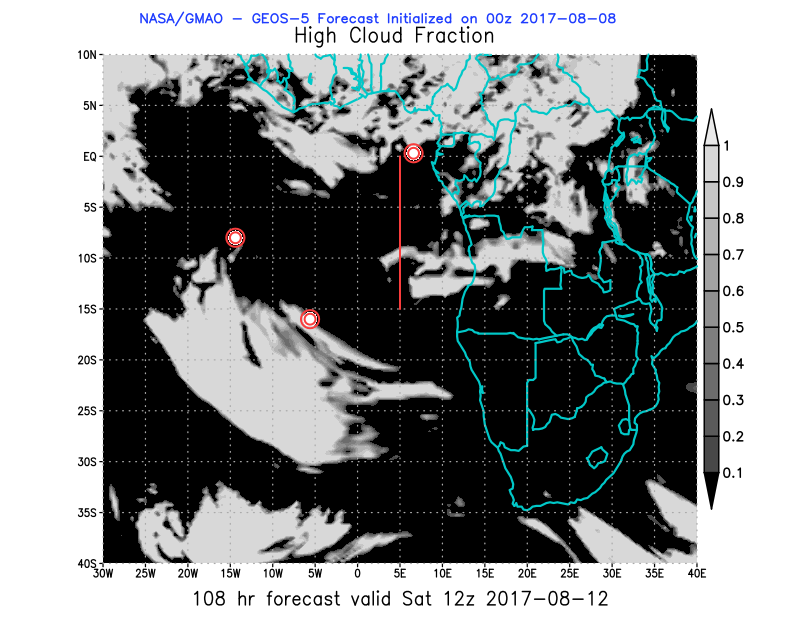 NASA/GMAO - GEOS-5 Forecast Initialized on 00z 2017-08-08
High Cloud Fraction
10N
5N
EQ
5S
10S
15S
20S
25S
30S
35S
40S
30W 25W 20W 15W 10W 5W 0 5E 10E 15E 20E 25E 30E 35E 40E
1
0.9
0.8
0.7
0.6
0.5
0.4
0.3
0.2
0.1
108 hr forecast valid Sat 12z 2017-08-12